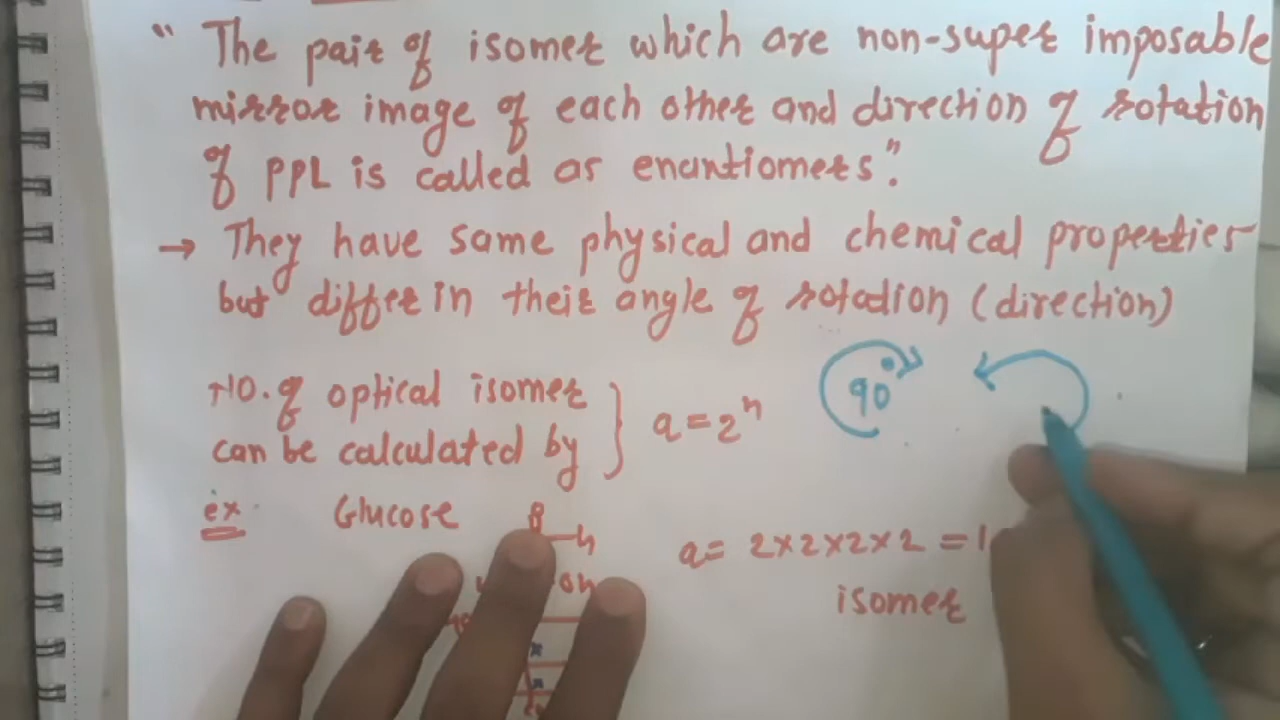 " The pair of isomer which are non-super imposable
mirror image of each other and direction of rotation
of PPL is called as enantiomers".
→ They have same physical and chemical properties
but differ in their angle of rotation (direction)
NO. of optical isomer
can be calculated by } a = 2ⁿ
90°
ex. Glucose
a = 2×2×2×2 = 1
isomer